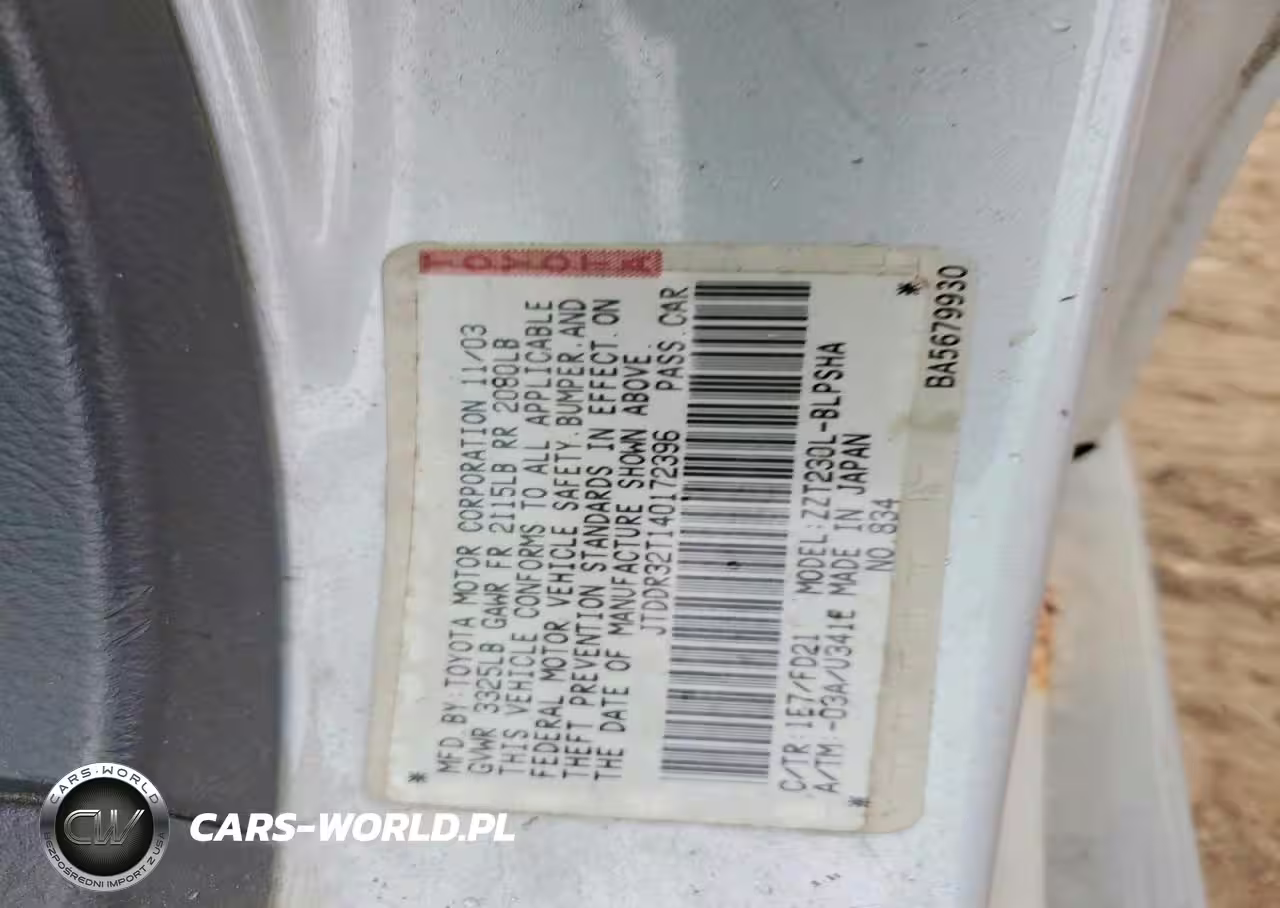 TOYOTA
MFD BY:TOYOTA MOTOR CORPORATION 11/03
GVWR 3325LB GAWR FR 2115LB RR 2080LB
THIS VEHICLE CONFORMS TO ALL APPLICABLE
FEDERAL MOTOR VEHICLE SAFETY.BUMPER.AND
THEFT PREVENTION STANDARDS IN EFFECT ON
THE DATE OF MANUFACTURE SHOWN ABOVE.
JTDDR32T140172396 PASS.CAR
C/TR:1E7/FD21 MODEL:ZZT230L-BLPSHA
A/TM -03A/U341E MADE IN JAPAN
NO 834
BA5679930
CARS-WORLD
CW
BEZPOŚREDNI IMPORT Z USA
CARS-WORLD.PL